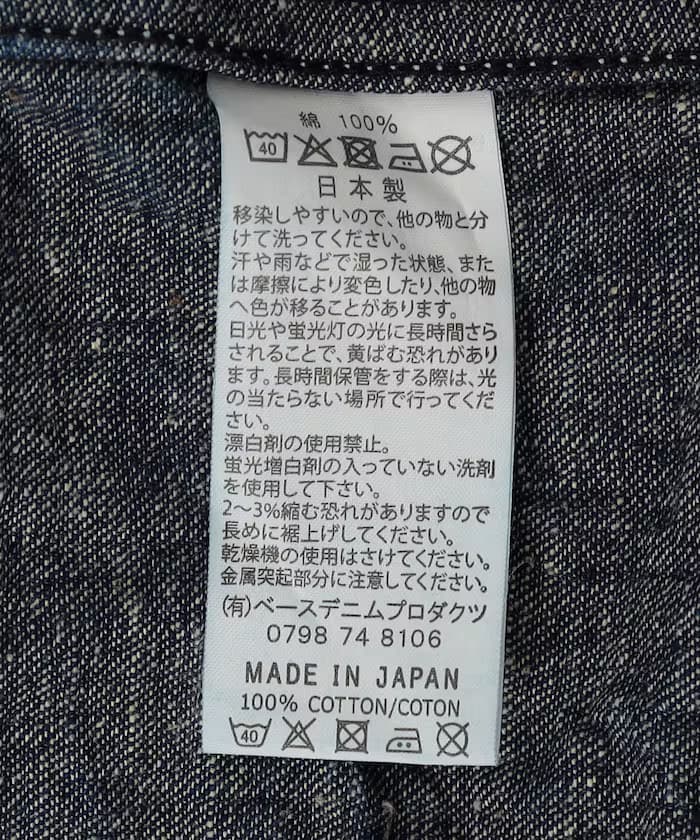 綿 100%
40
日本製
移染しやすいので、他の物と分
けて洗ってください。
汗や雨などで湿った状態、また
は摩擦により変色したり、他の物
へ色が移ることがあります。
日光や蛍光灯の光に長時間さら
されることで、黄ばむ恐れがあり
ます。長時間保管をする際は、光
の当たらない場所で行ってくだ
さい。
漂白剤の使用禁止。
蛍光増白剤の入っていない洗剤
を使用して下さい。
2～3%縮む恐れがありますので
長めに裾上げしてください。
乾燥機の使用はさけてください。
金属突起部分に注意してください。
(有)ベースデニムプロダクツ
0798 74 8106
MADE IN JAPAN
100% COTTON/COTON
40